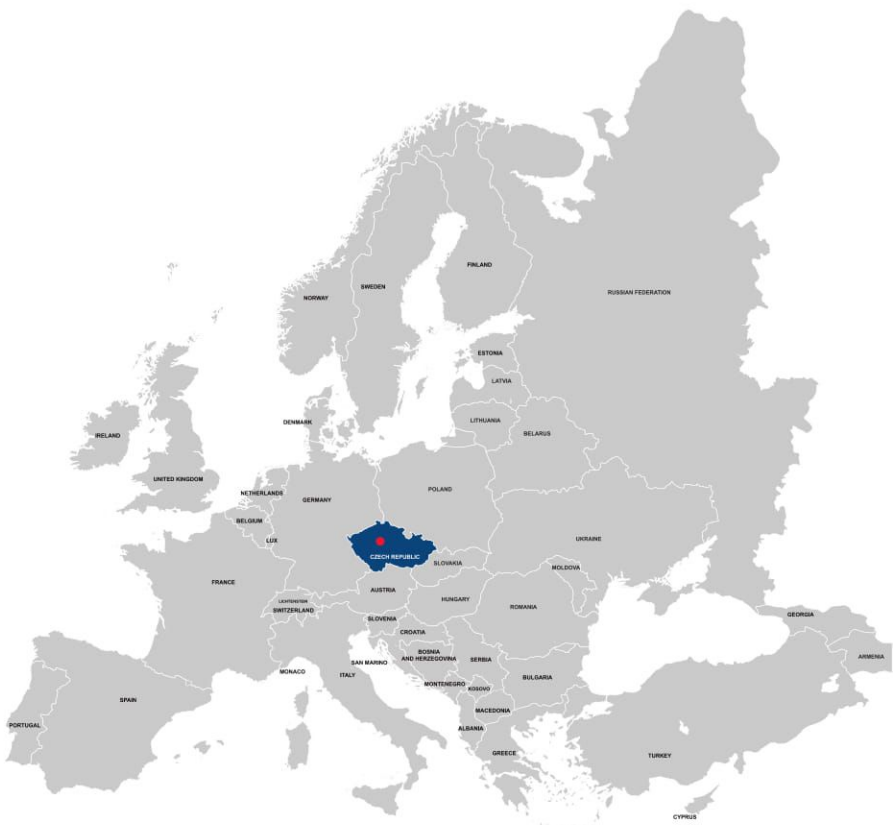 FINLAND
RUSSIAN FEDERATION
SWEDEN
NORWAY
ESTONIA
LATVIA
LITHUANIA
DENMARK
BELARUS
IRELAND
UNITED KINGDOM
POLAND
NETHERLANDS
GERMANY
BELGIUM
LUX
UKRAINE
CZECH REPUBLIC
SLOVAKIA
MOLDOVA
FRANCE
AUSTRIA
HUNGARY
LICHTENSTEIN
SWITZERLAND
ROMANIA
GEORGIA
SLOVENIA
CROATIA
BOSNIA
AND HERZEGOVINA
SERBIA
ARMENIA
SAN MARINO
MONACO
ITALY
BULGARIA
MONTENEGRO
KOSOVO
SPAIN
MACEDONIA
PORTUGAL
ALBANIA
GREECE
TURKEY
CYPRUS